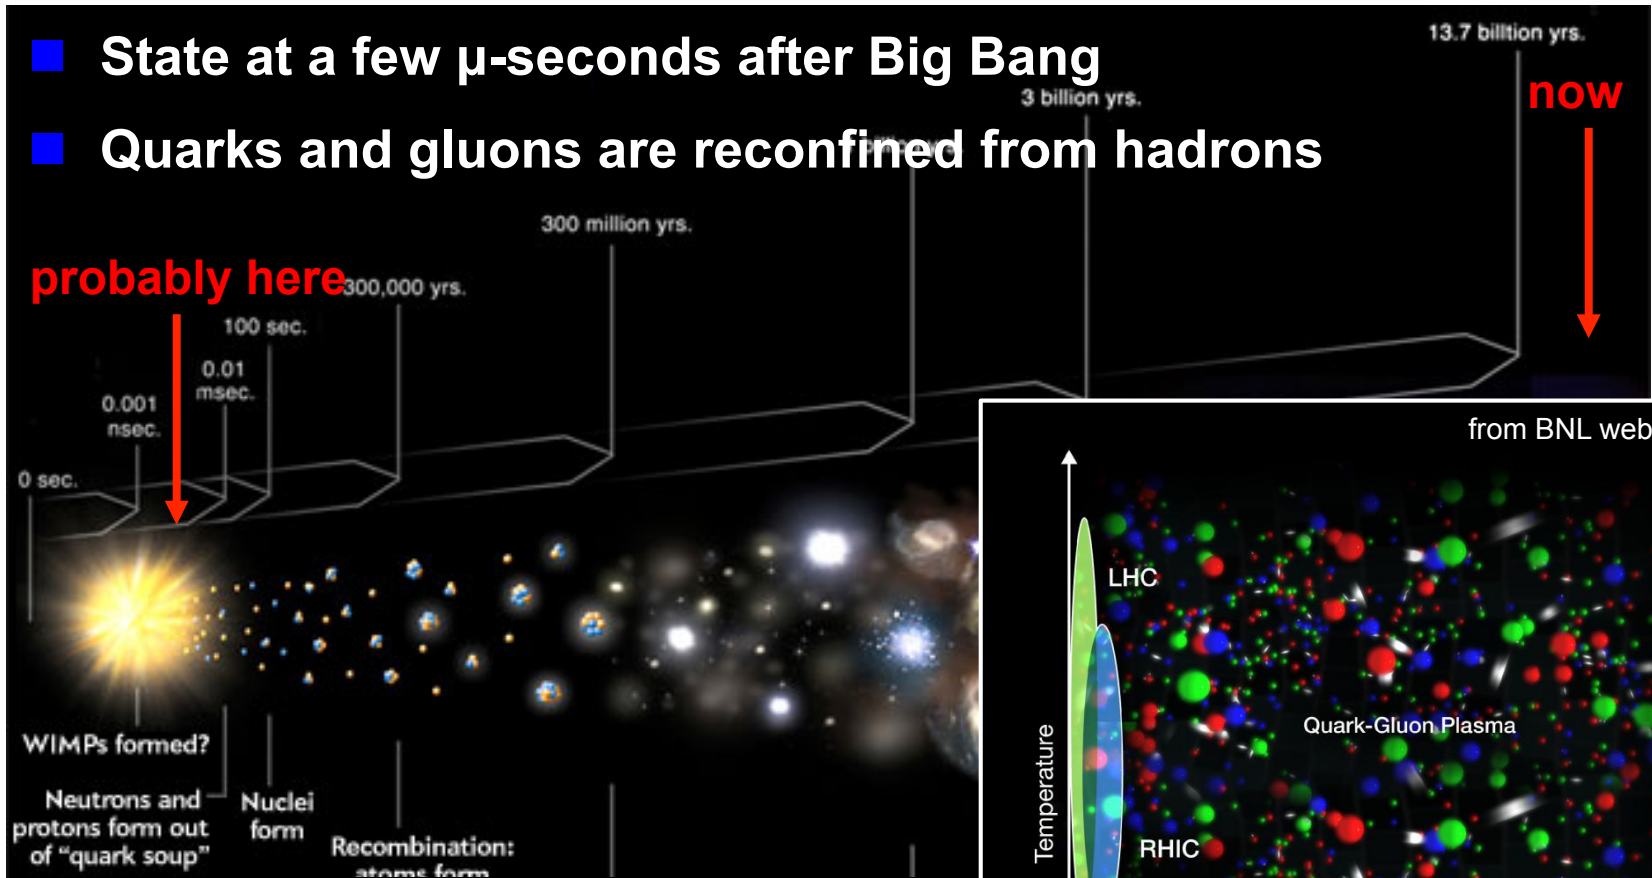 State at a few µ-seconds after Big Bang
Quarks and gluons are reconfined from hadrons
13.7 billtion yrs.
now
3 billion yrs.
300 million yrs.
probably here
300,000 yrs.
100 sec.
0.01
msec.
0.001
nsec.
0 sec.
WIMPs formed?
Neutrons and
protons form out
of “quark soup”
Nuclei
form
Recombination:
atoms form
from BNL web
LHC
Quark-Gluon Plasma
Temperature
RHIC